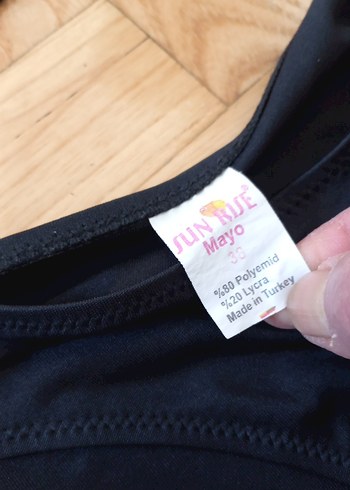 SUN RISE
Mayo
36
%80 Polyemid
%20 Lycra
Made in Turkey